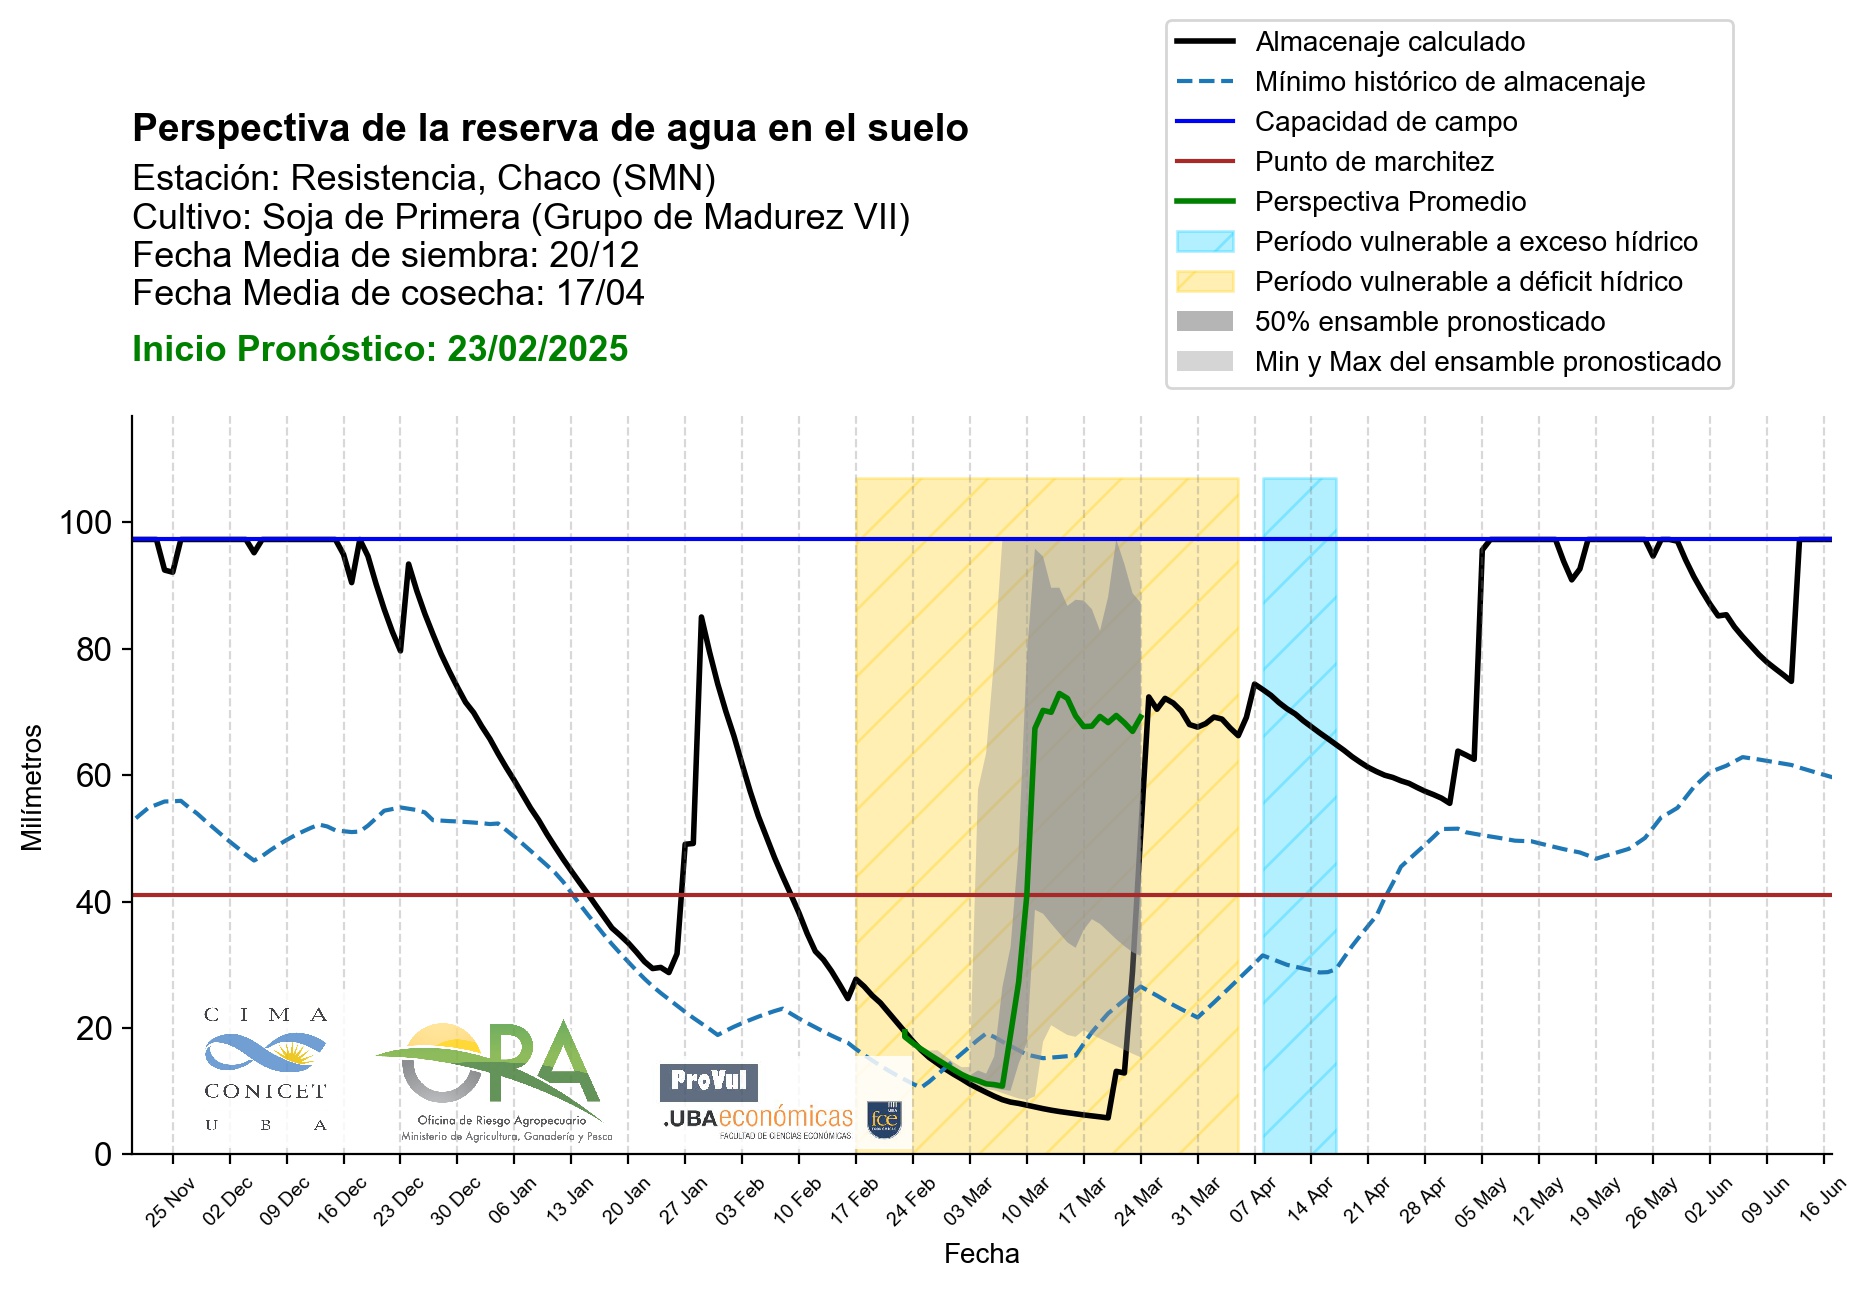 Almacenaje calculado
Mínimo histórico de almacenaje
Capacidad de campo
Punto de marchitez
Perspectiva Promedio
Período vulnerable a exceso hídrico
Período vulnerable a déficit hídrico
50% ensamble pronosticado
Min y Max del ensamble pronosticado
Perspectiva de la reserva de agua en el suelo
Estación: Resistencia, Chaco (SMN)
Cultivo: Soja de Primera (Grupo de Madurez VII)
Fecha Media de siembra: 20/12
Fecha Media de cosecha: 17/04
Inicio Pronóstico: 23/02/2025
100
80
60
40
20
0
Milímetros
CIMA
CONICET
UBA
ORA
Oficina de Riesgo Agropecuario
Ministerio de Agricultura, Ganadería y Pesca
ProVul
.UBAeconómicas
FACULTAD DE CIENCIAS ECONÓMICAS
UBA
fce
ECONÓMICAS
25 Nov
02 Dec
09 Dec
16 Dec
23 Dec
30 Dec
06 Jan
13 Jan
20 Jan
27 Jan
03 Feb
10 Feb
17 Feb
24 Feb
03 Mar
10 Mar
17 Mar
24 Mar
31 Mar
07 Apr
14 Apr
21 Apr
28 Apr
05 May
12 May
19 May
26 May
02 Jun
09 Jun
16 Jun
Fecha